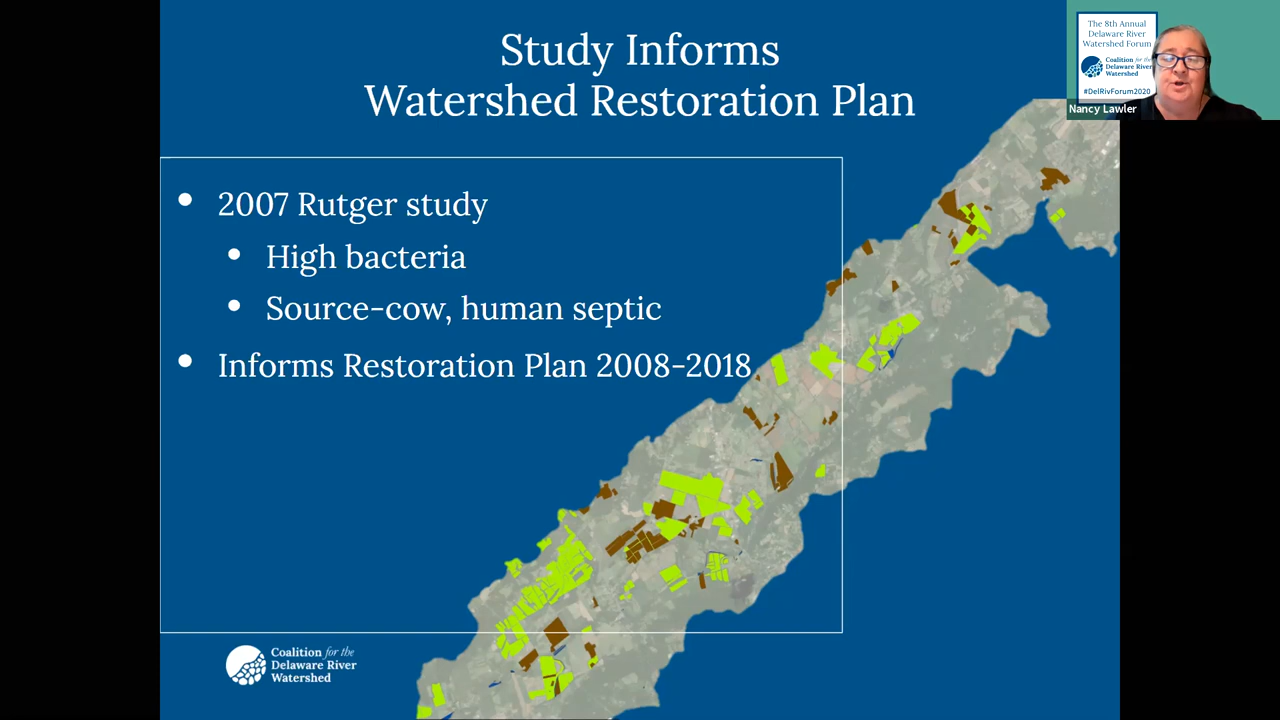 Study Informs
Watershed Restoration Plan
The 8th Annual
Delaware River
Watershed Forum
Coalition for the
Delaware River
Watershed
#DelRivForum2020
Nancy Lawler
2007 Rutger study
High bacteria
Source-cow, human septic
Informs Restoration Plan 2008-2018
Coalition for the
Delaware River
Watershed